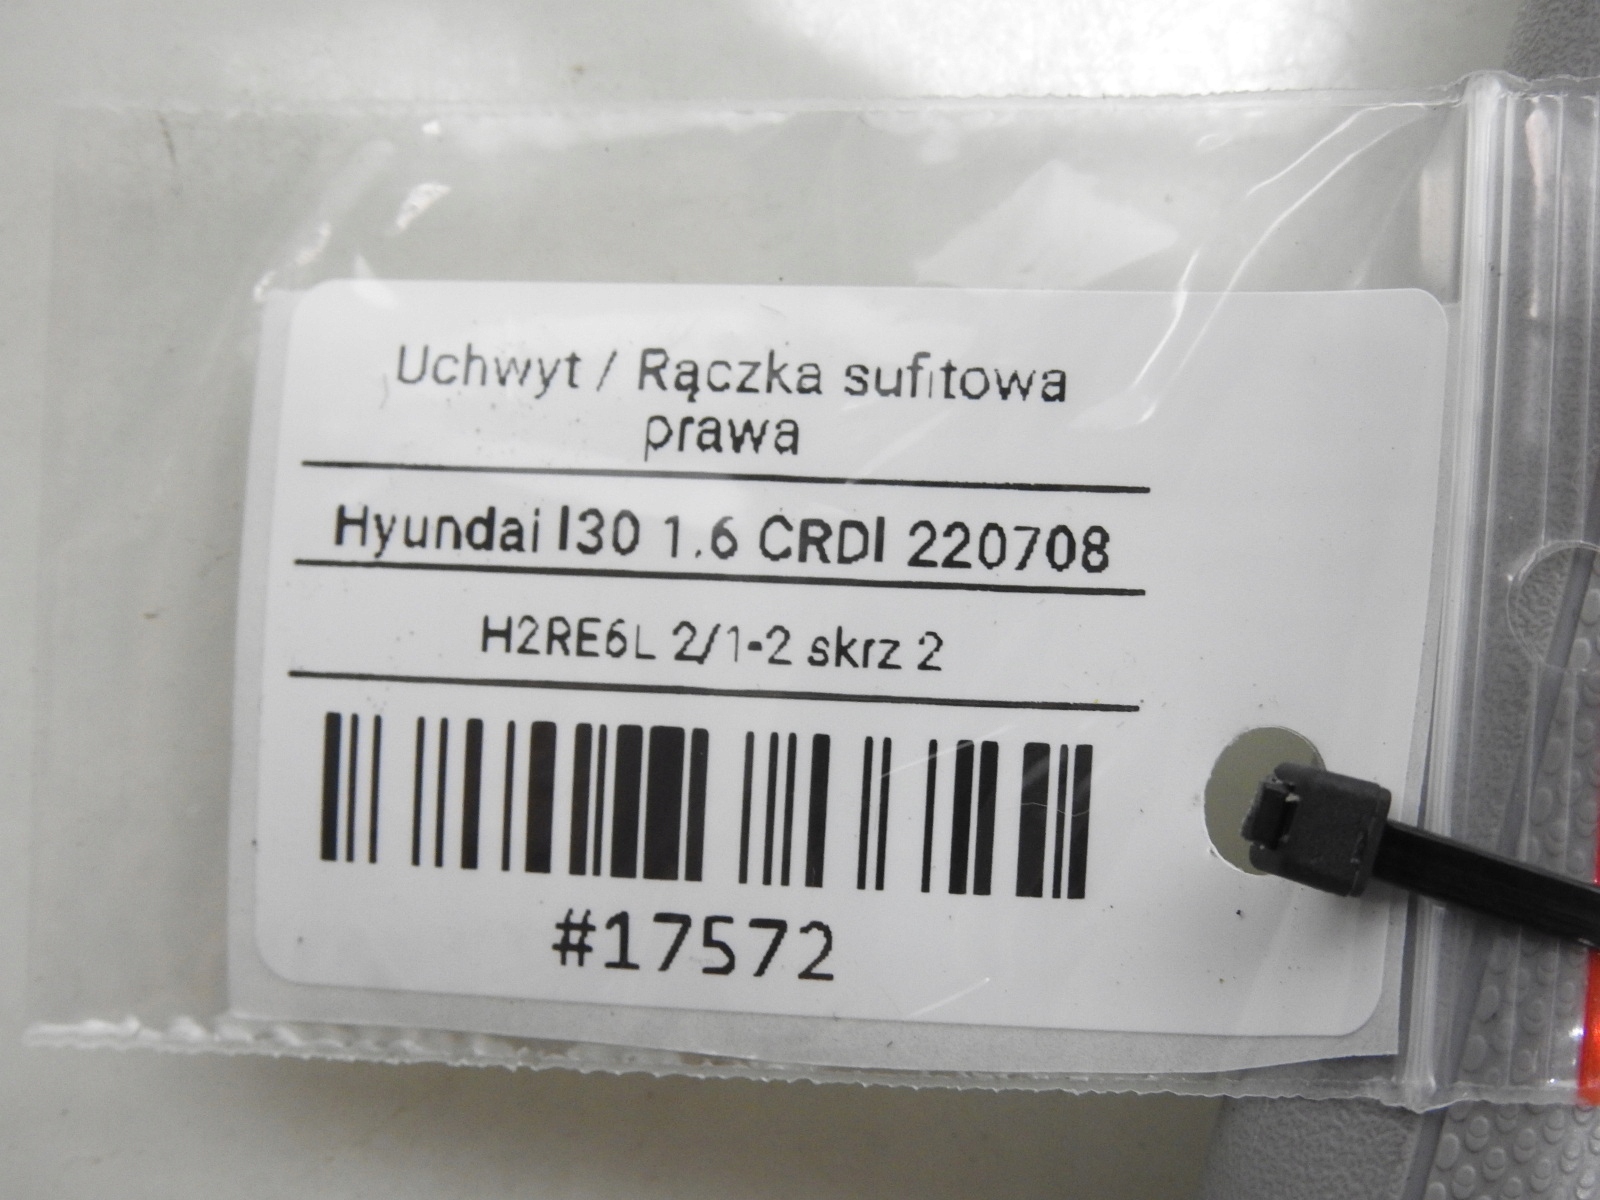 Uchwyt / Rączka sufitowa
prawa
Hyundai I30 1.6 CRDI 220708
H2RE6L 2/1-2 skrz 2
#17572